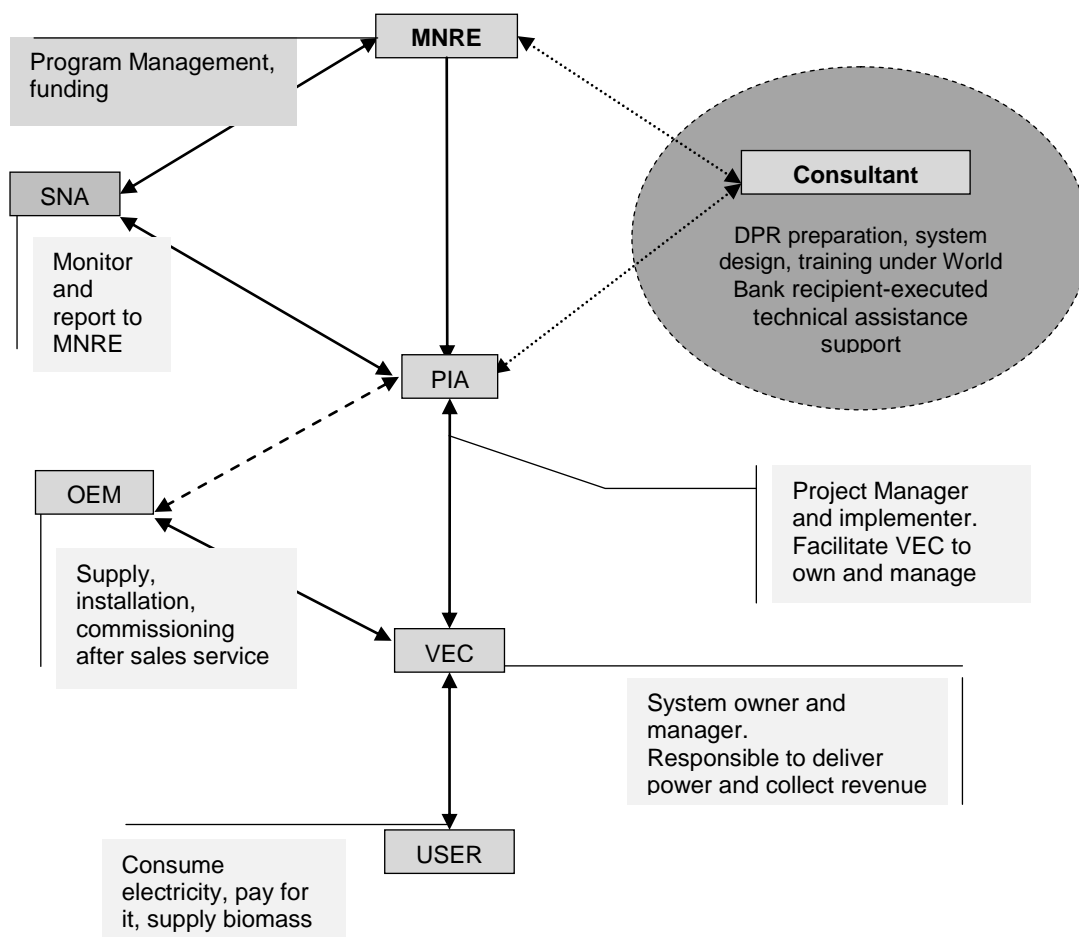 MNRE
Program Management,
funding
Consultant
DPR preparation, system
design, training under World
Bank recipient-executed
technical assistance
support
SNA
Monitor
and
report to
MNRE
PIA
OEM
Project Manager
and implementer.
Facilitate VEC to
own and manage
Supply,
installation,
commissioning
after sales service
VEC
System owner and
manager.
Responsible to deliver
power and collect revenue
USER
Consume
electricity, pay for
it, supply biomass